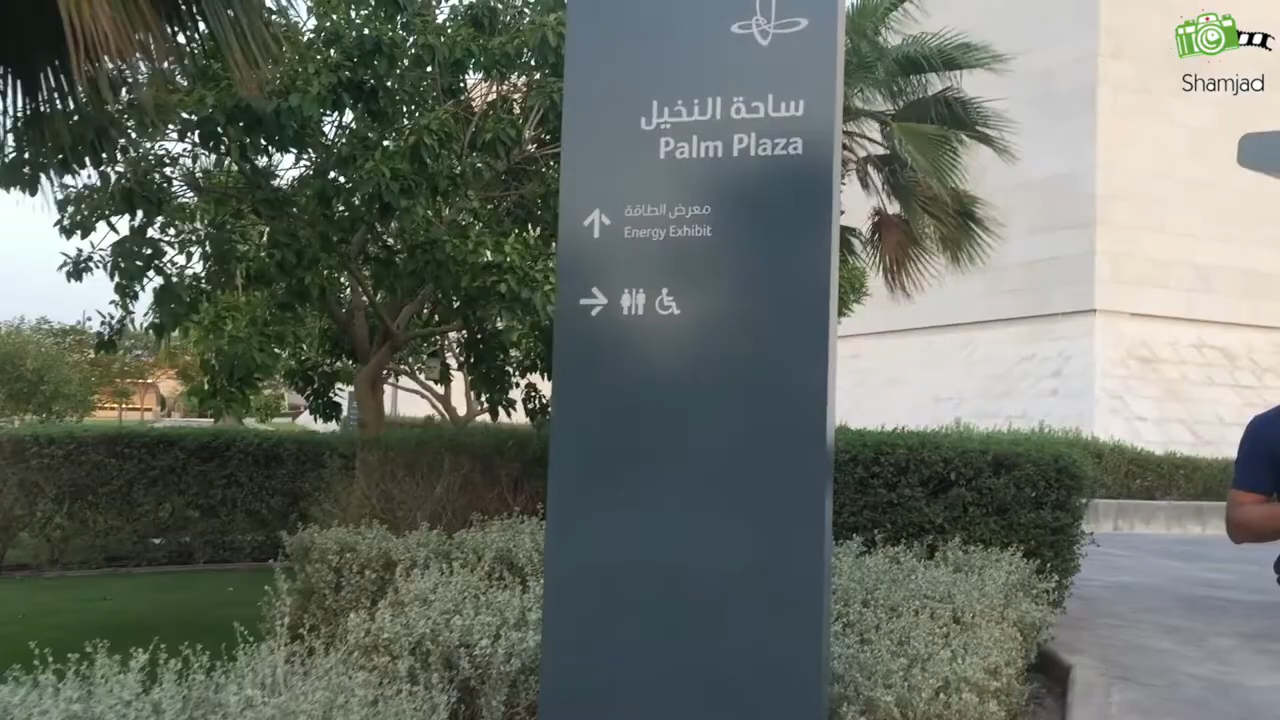 ساحة النخيل
Palm Plaza
معرض الطاقة
Energy Exhibit
Shamjad